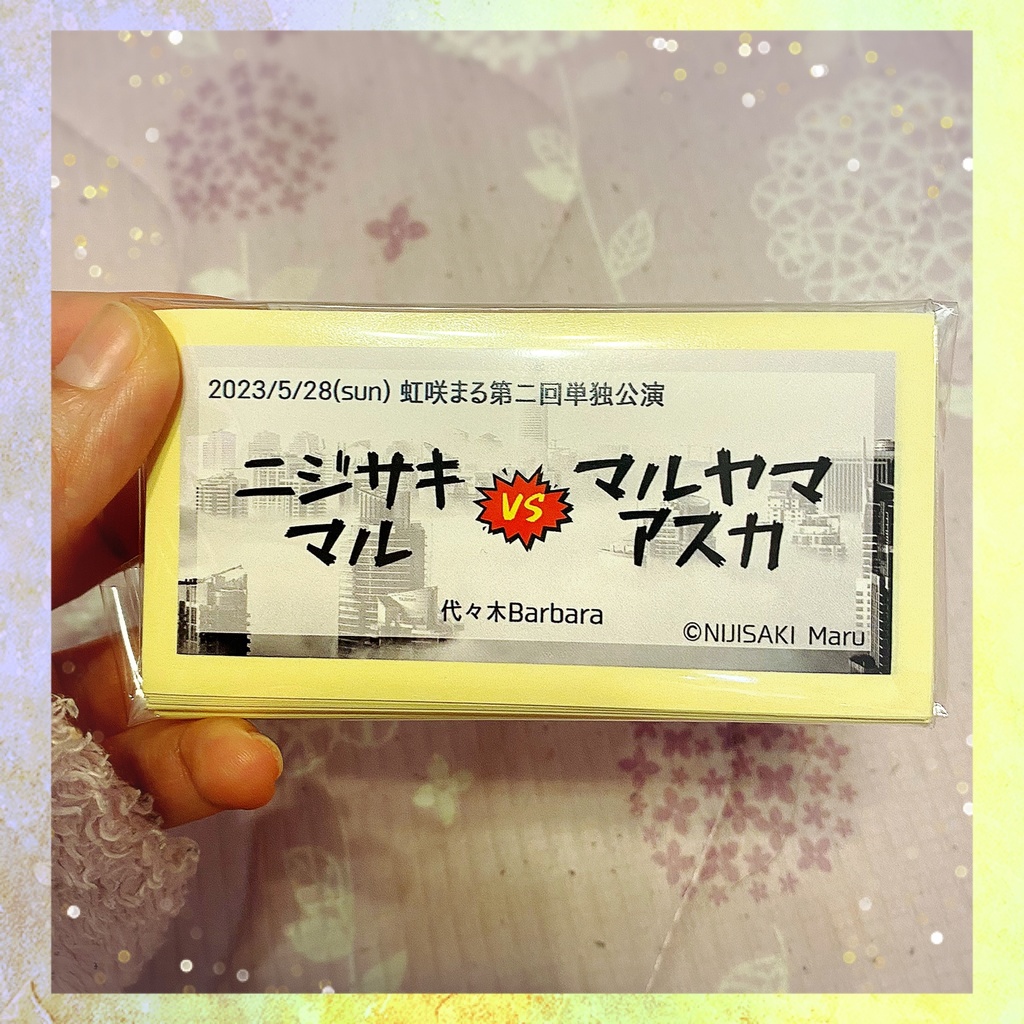 2023/5/28(sun) 虹咲まる第二回単独公演
ニジサキ
マル
VS
マルヤマ
アスカ
代々木Barbara
©NIJISAKI Maru